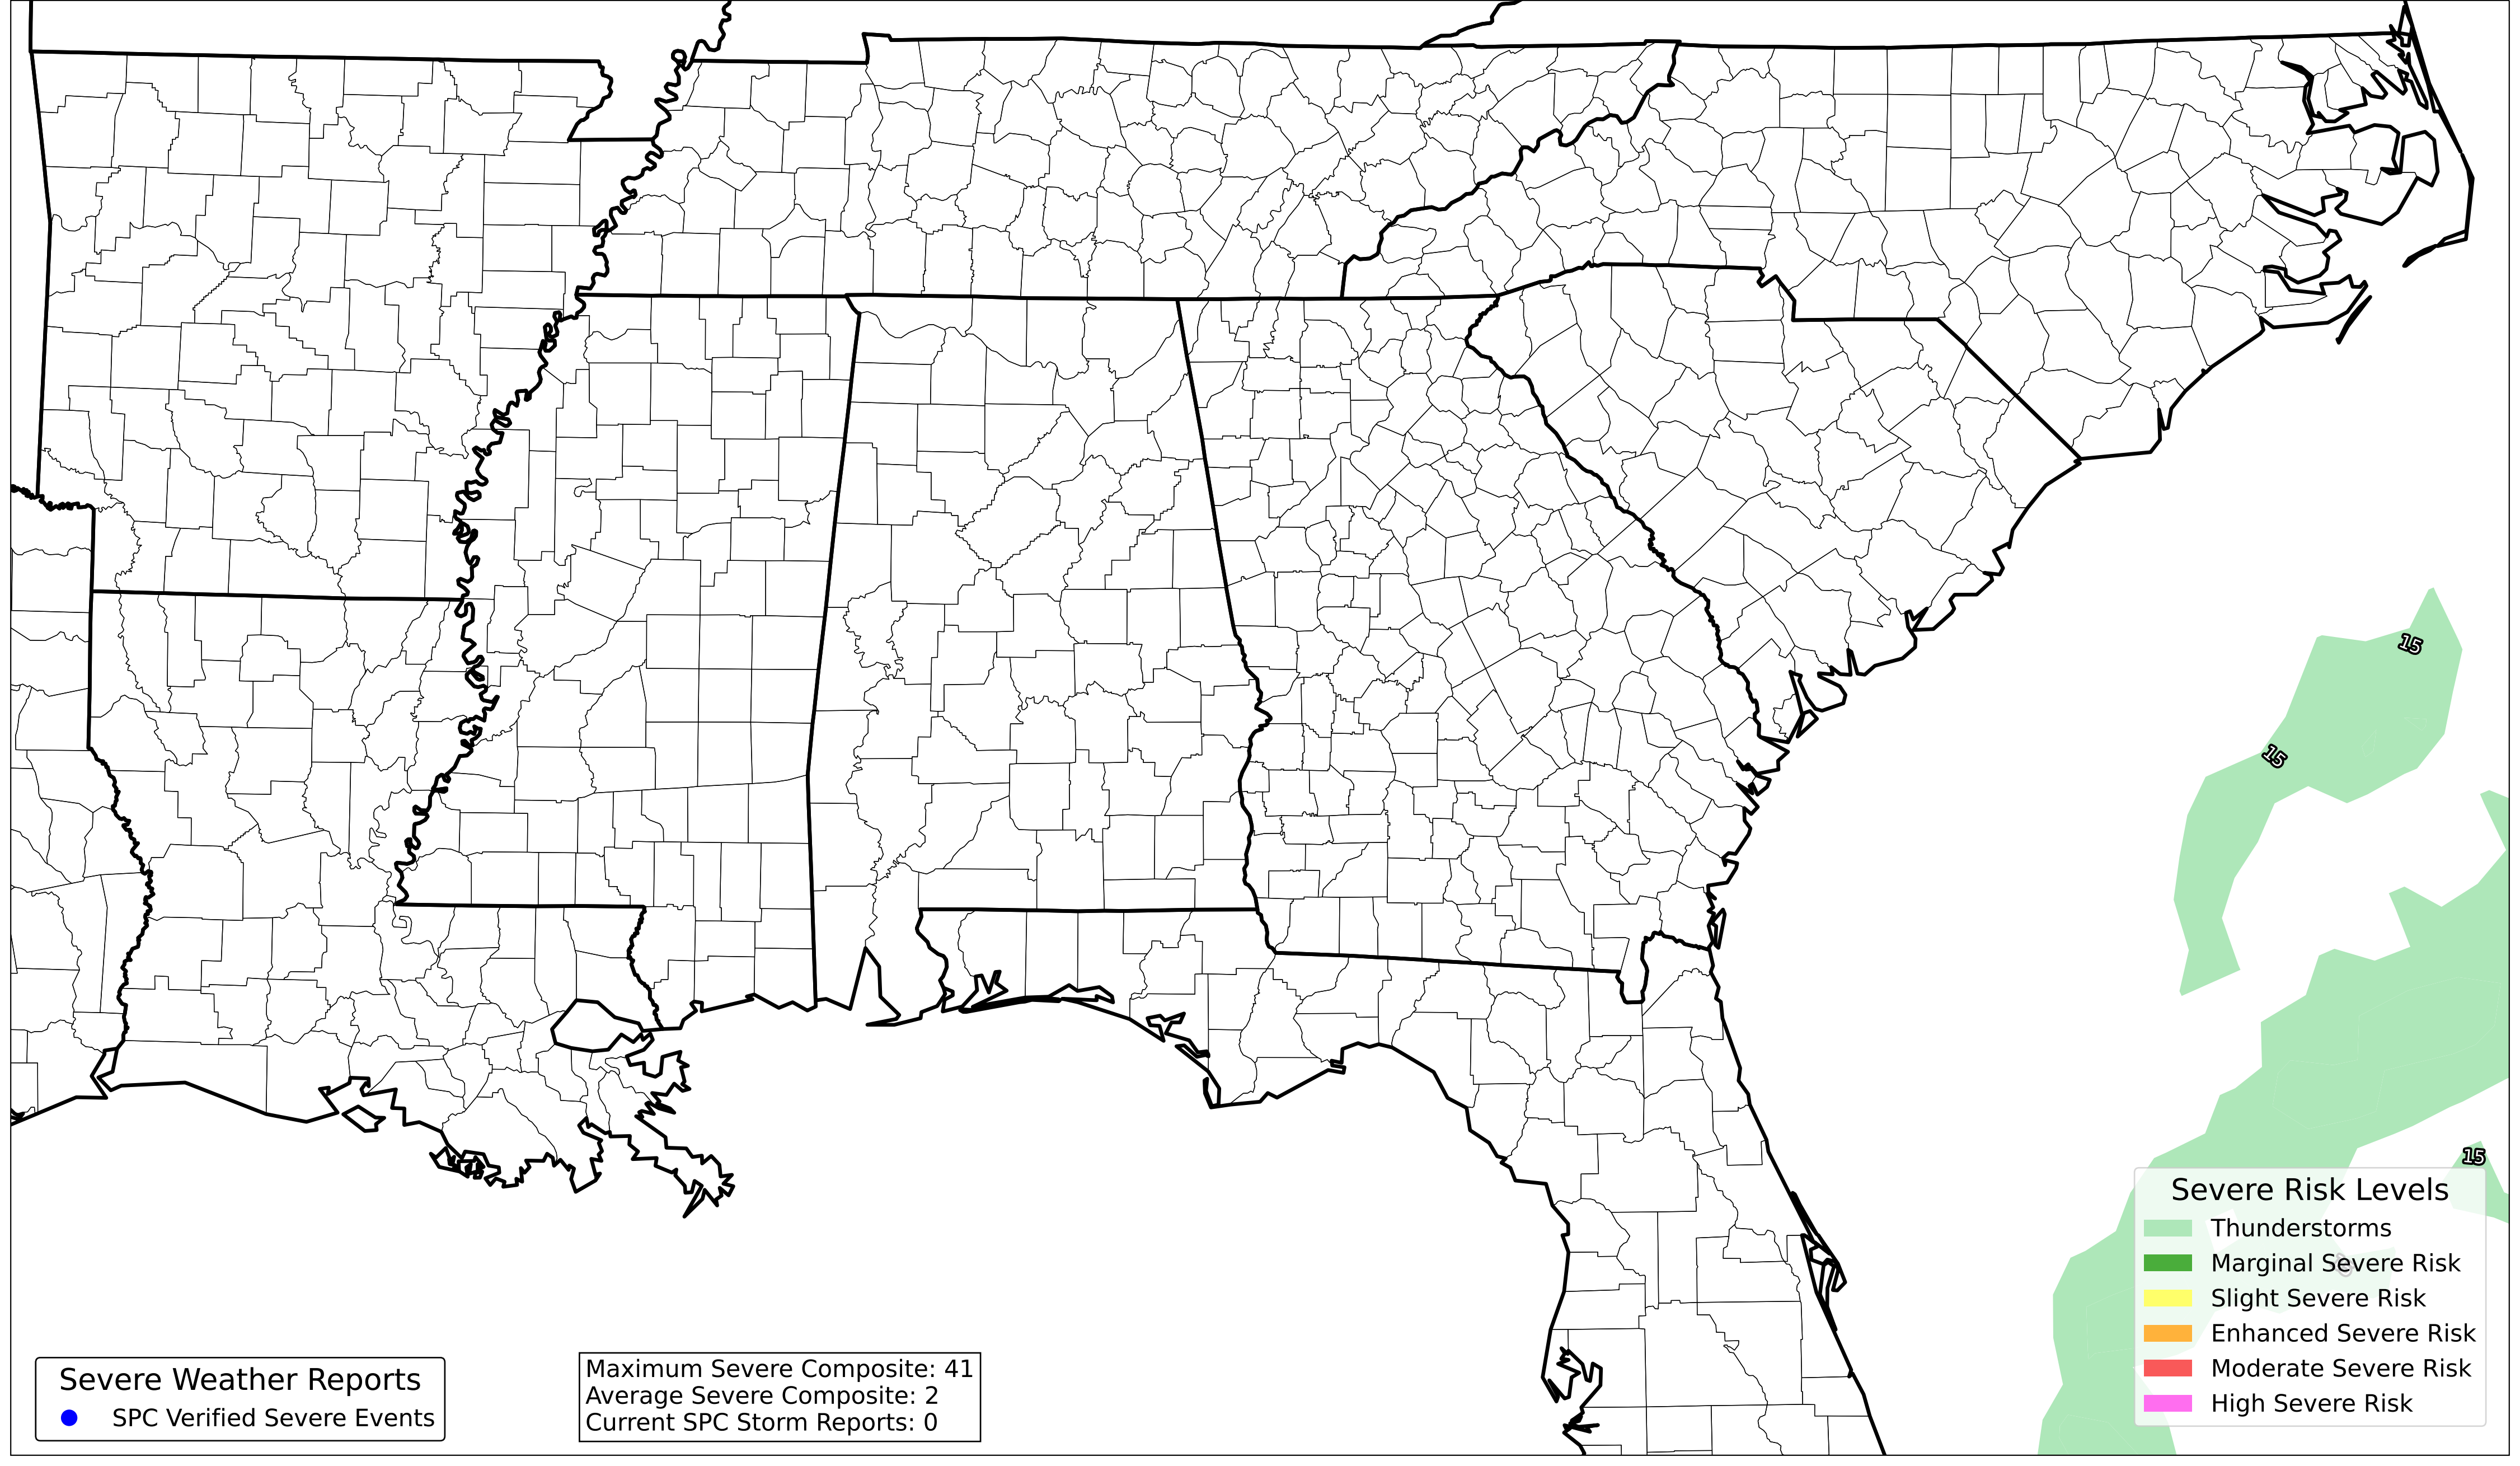 15
15
15
Severe Risk Levels
Thunderstorms
Marginal Severe Risk
Slight Severe Risk
Enhanced Severe Risk
Moderate Severe Risk
High Severe Risk
Severe Weather Reports
SPC Verified Severe Events
Maximum Severe Composite: 41
Average Severe Composite: 2
Current SPC Storm Reports: 0